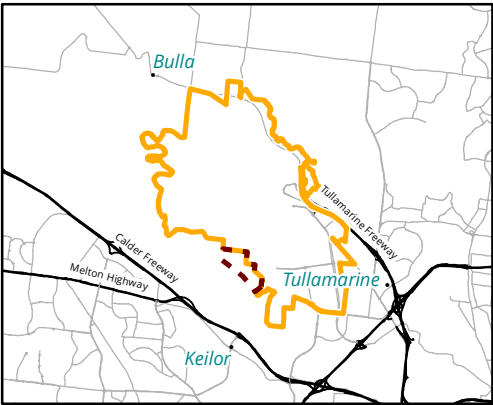 Bulla
Tullamarine Freeway
Calder Freeway
Melton Highway
Tullamarine
Keilor